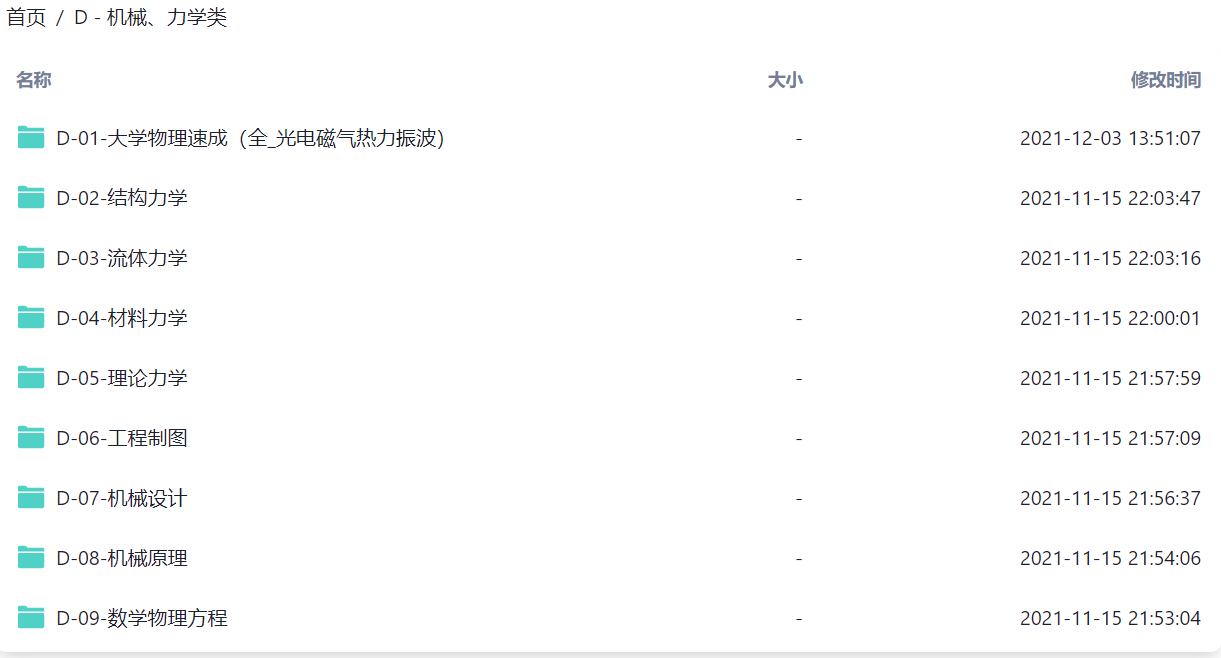 首页 / D - 机械、力学类
名称 大小 修改时间
D-01-大学物理速成（全_光电磁气热力振波） - 2021-12-03 13:51:07
D-02-结构力学 - 2021-11-15 22:03:47
D-03-流体力学 - 2021-11-15 22:03:16
D-04-材料力学 - 2021-11-15 22:00:01
D-05-理论力学 - 2021-11-15 21:57:59
D-06-工程制图 - 2021-11-15 21:57:09
D-07-机械设计 - 2021-11-15 21:56:37
D-08-机械原理 - 2021-11-15 21:54:06
D-09-数学物理方程 - 2021-11-15 21:53:04